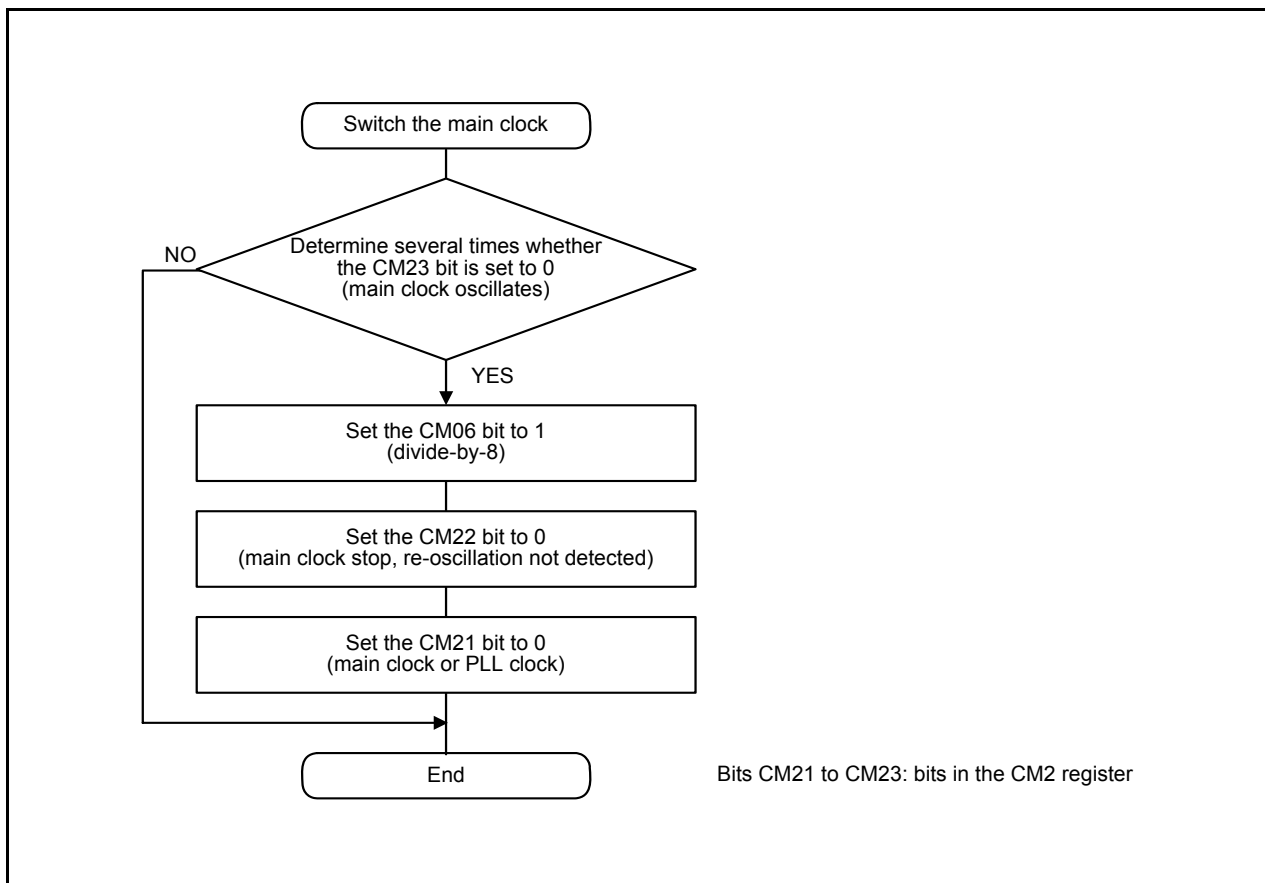 Switch the main clock
Determine several times whether
the CM23 bit is set to 0
(main clock oscillates)
NO
YES
Set the CM06 bit to 1
(divide-by-8)
Set the CM22 bit to 0
(main clock stop, re-oscillation not detected)
Set the CM21 bit to 0
(main clock or PLL clock)
End
Bits CM21 to CM23: bits in the CM2 register